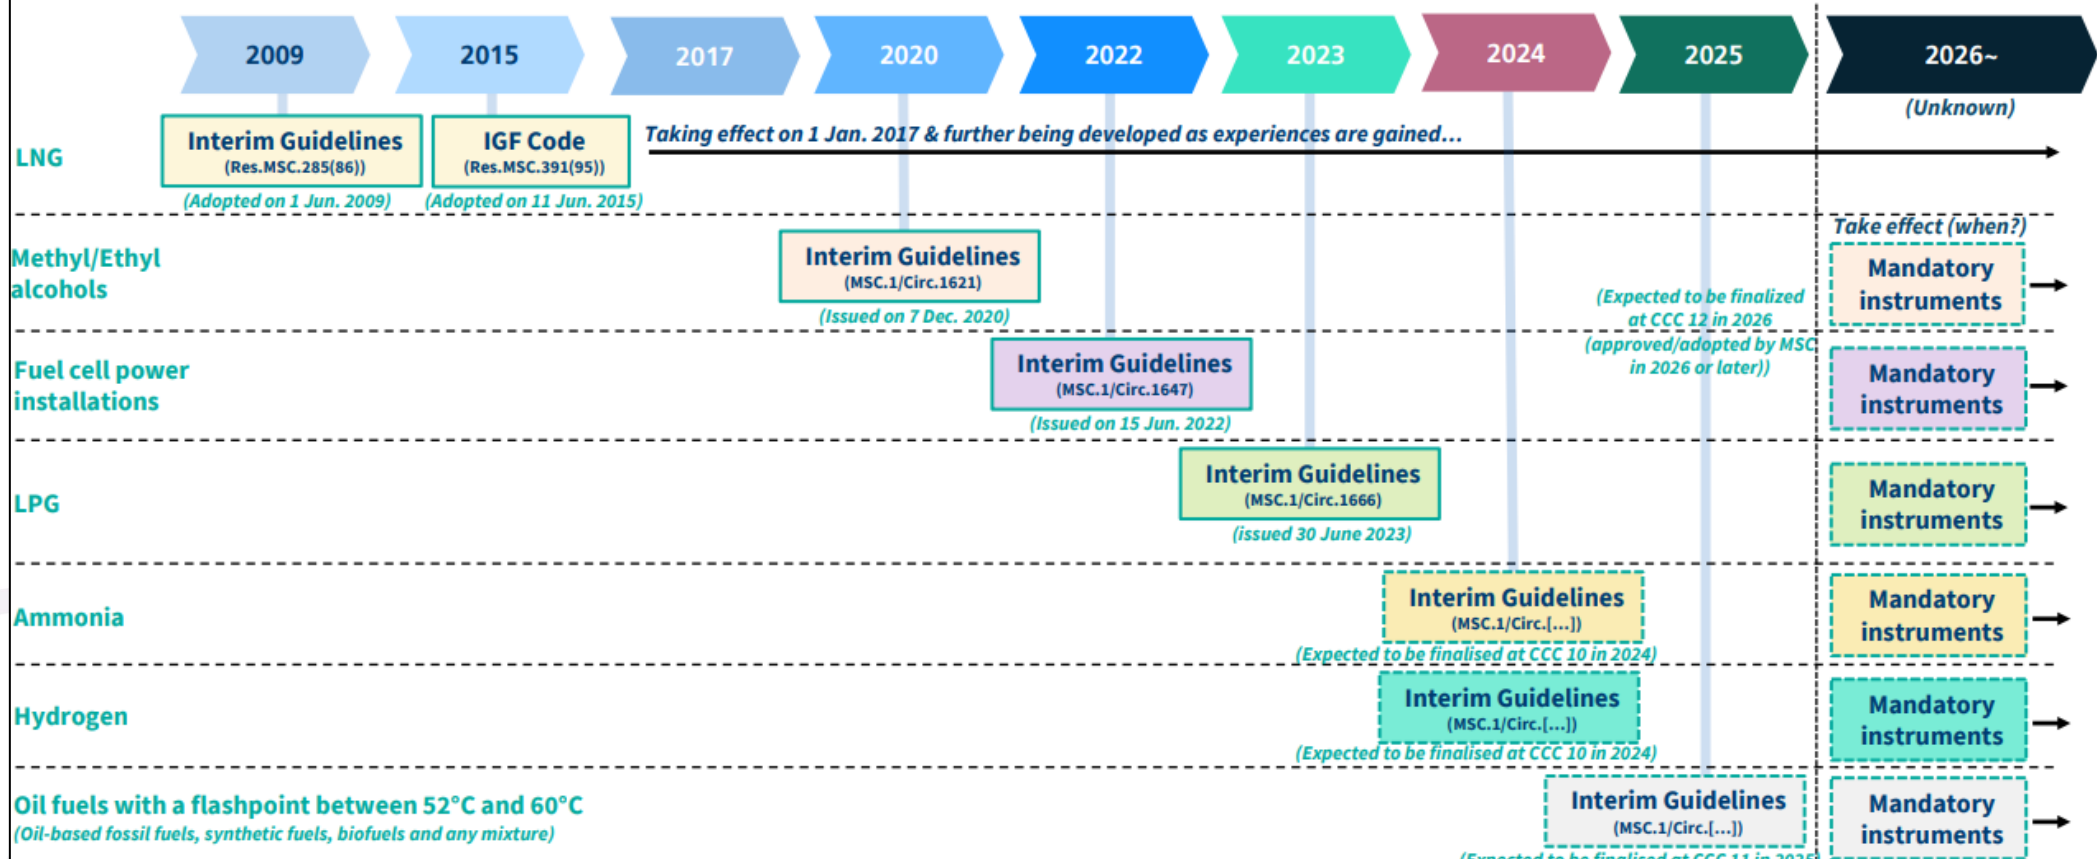 2009
2015
2017
2020
2022
2023
2024
2025
2026~
(Unknown)
LNG
Interim Guidelines
(Res.MSC.285(86))
(Adopted on 1 Jun. 2009)
IGF Code
(Res.MSC.391(95))
(Adopted on 11 Jun. 2015)
Taking effect on 1 Jan. 2017 & further being developed as experiences are gained...
Methyl/Ethyl
alcohols
Interim Guidelines
(MSC.1/Circ.1621)
(Issued on 7 Dec. 2020)
(Expected to be finalized
at CCC 12 in 2026
(approved/adopted by MSC
in 2026 or later))
Take effect (when?)
Mandatory
instruments
Fuel cell power
installations
Interim Guidelines
(MSC.1/Circ.1647)
(Issued on 15 Jun. 2022)
Mandatory
instruments
LPG
Interim Guidelines
(MSC.1/Circ.1666)
(issued 30 June 2023)
Mandatory
instruments
Ammonia
Interim Guidelines
(MSC.1/Circ.[...])
(Expected to be finalised at CCC 10 in 2024)
Mandatory
instruments
Hydrogen
Interim Guidelines
(MSC.1/Circ.[...])
(Expected to be finalised at CCC 10 in 2024)
Mandatory
instruments
Oil fuels with a flashpoint between 52°C and 60°C
(Oil-based fossil fuels, synthetic fuels, biofuels and any mixture)
Interim Guidelines
(MSC.1/Circ.[...])
(Expected to be finalised at CCC 11 in 2025)
Mandatory
instruments